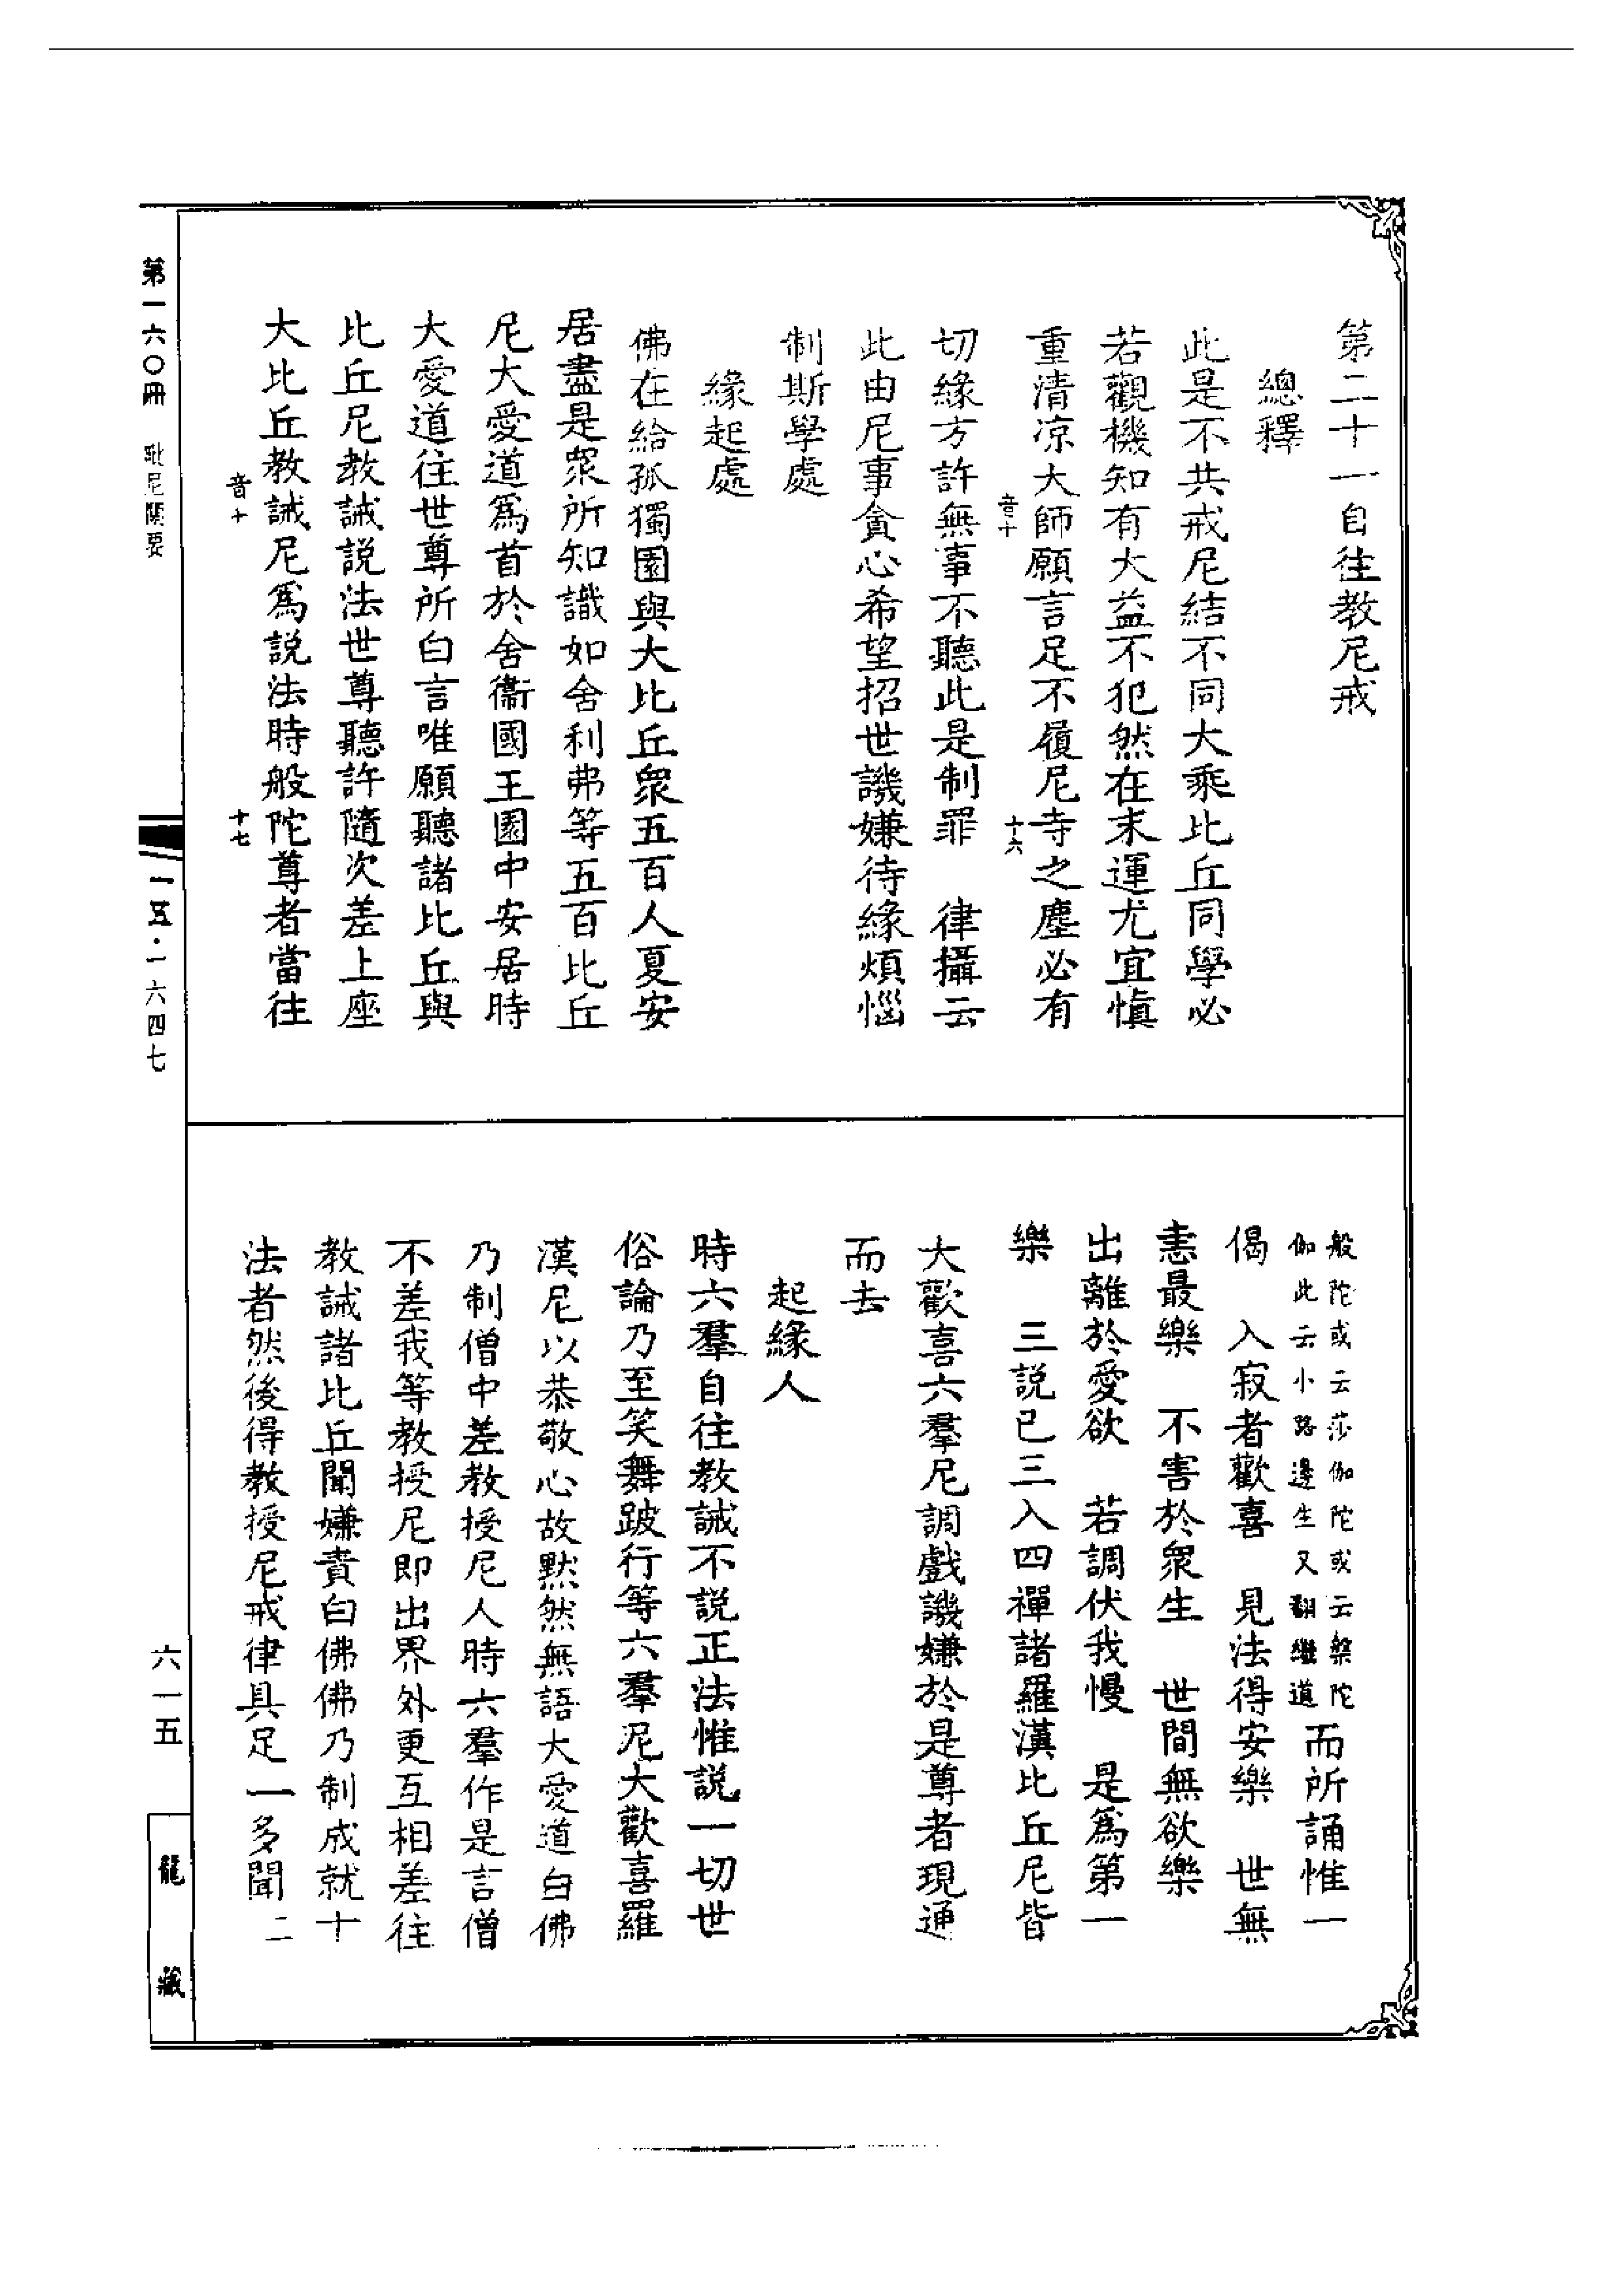 第二十一自往教尼戒
總釋
此是不共戒尼結不同大乘比丘同學必
若觀機知有大益不犯然在末運尤宜慎
重清凉大師願言足不履尼寺之塵必有
音十
十六
切緣方許無事不聽此是制罪　律攝云
此由尼事貪心希望招世譏嫌待緣煩惱
制斯學處
緣起處
佛在給孤獨園與大比丘衆五百人夏安
居盡是衆所知識如舍利弗等五百比丘
尼大愛道爲首於舍衞國王園中安居時
大愛道往世尊所白言唯願聽諸比丘與
比丘尼教誡説法世尊聽許隨次差上座
大比丘教誡尼爲説法時般陀尊者當往
音十
十七
般陀或云莎伽陀或云槃陀
伽此云小路邊生又翻繼道
而所誦惟一
偈　入寂者歡喜　見法得安樂　世無
恚最樂　不害於衆生　世間無欲樂
出離於愛欲　若調伏我慢　是爲第一
樂　三説已三入四禪諸羅漢比丘尼皆
大歡喜六羣尼調戲譏嫌於是尊者現通
而去
起緣人
時六羣自往教誡不説正法惟説一切世
俗論乃至笑舞跛行等六羣尼大歡喜羅
漢尼以恭敬心故默然無語大愛道白佛
乃制僧中差教授尼人時六羣作是言僧
不差我等教授尼即出界外更互相差往
教誡諸比丘聞嫌責白佛佛乃制成就十
法者然後得教授尼戒律具足一多聞二
第一六〇冊　毗尼關要
一五·一六四七
六一五
龍藏